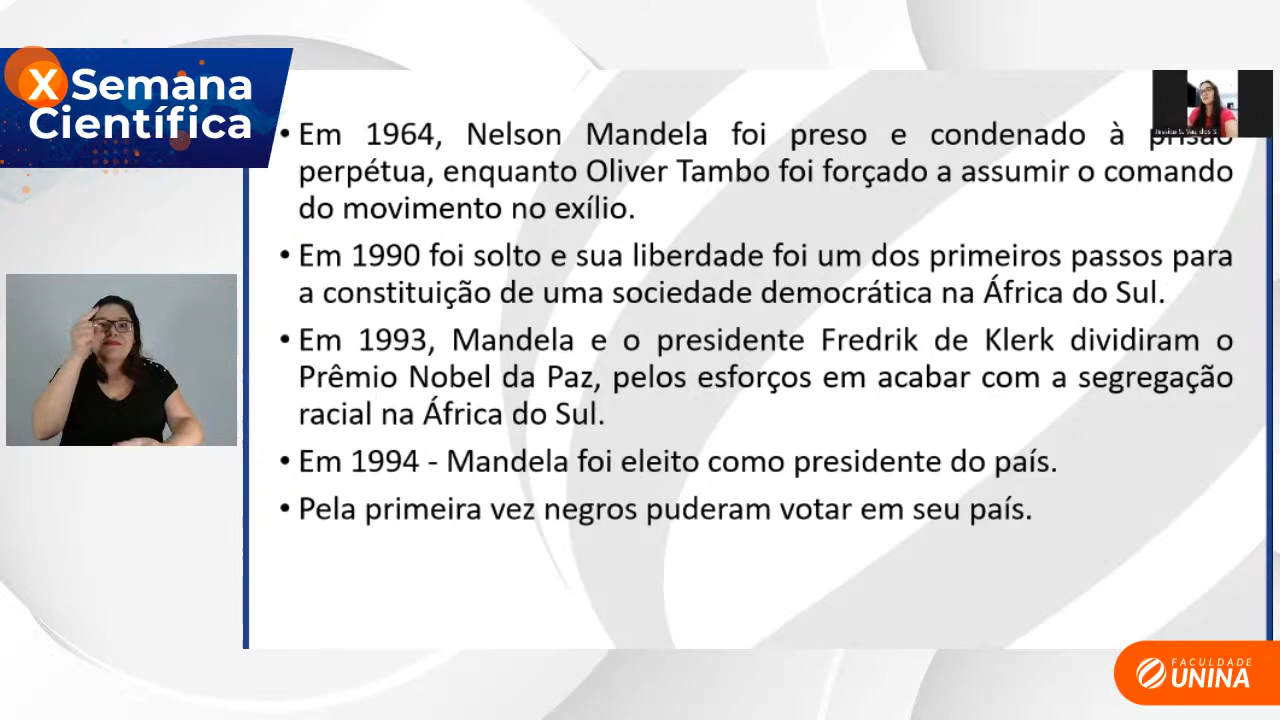 X Semana
Científica
• Em 1964, Nelson Mandela foi preso e condenado à prisão
perpétua, enquanto Oliver Tambo foi forçado a assumir o comando
do movimento no exílio.
• Em 1990 foi solto e sua liberdade foi um dos primeiros passos para
a constituição de uma sociedade democrática na África do Sul.
• Em 1993, Mandela e o presidente Fredrik de Klerk dividiram o
Prêmio Nobel da Paz, pelos esforços em acabar com a segregação
racial na África do Sul.
• Em 1994 - Mandela foi eleito como presidente do país.
• Pela primeira vez negros puderam votar em seu país.
FACULDADE
UNINA